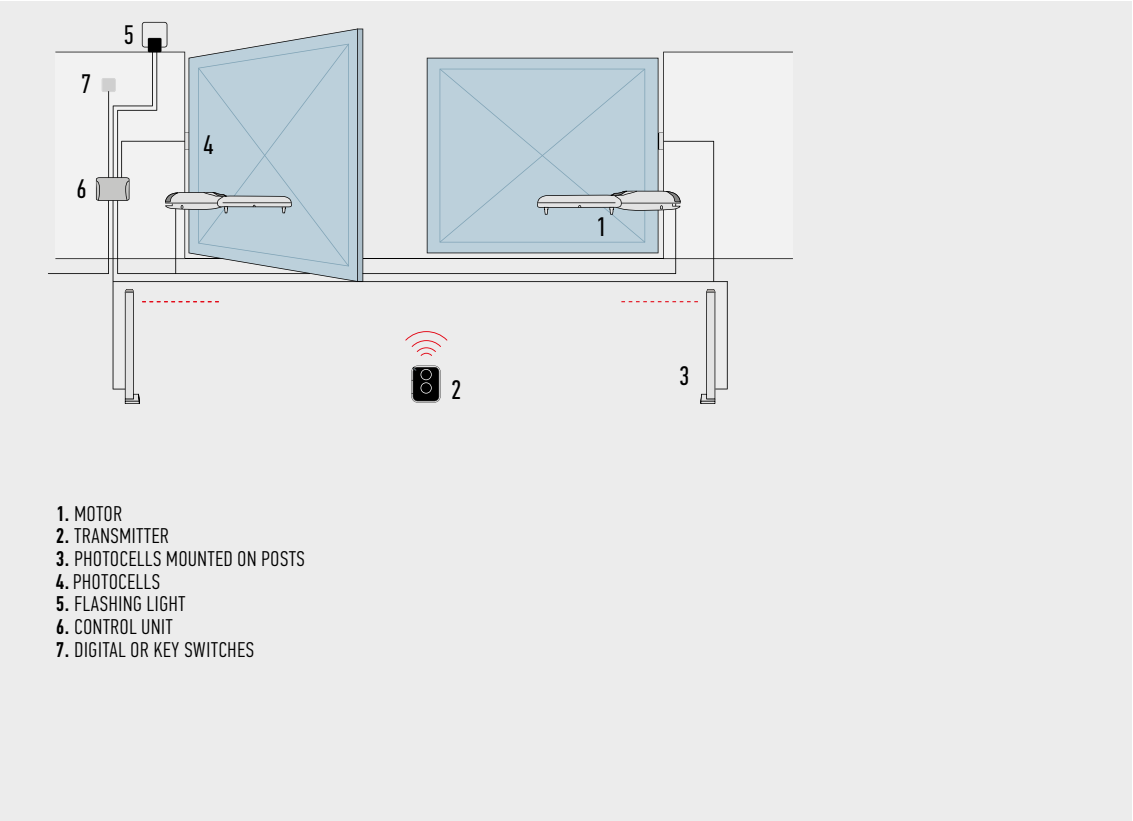 5
7
4
6
1
3
2
1. MOTOR
2. TRANSMITTER
3. PHOTOCELLS MOUNTED ON POSTS
4. PHOTOCELLS
5. FLASHING LIGHT
6. CONTROL UNIT
7. DIGITAL OR KEY SWITCHES